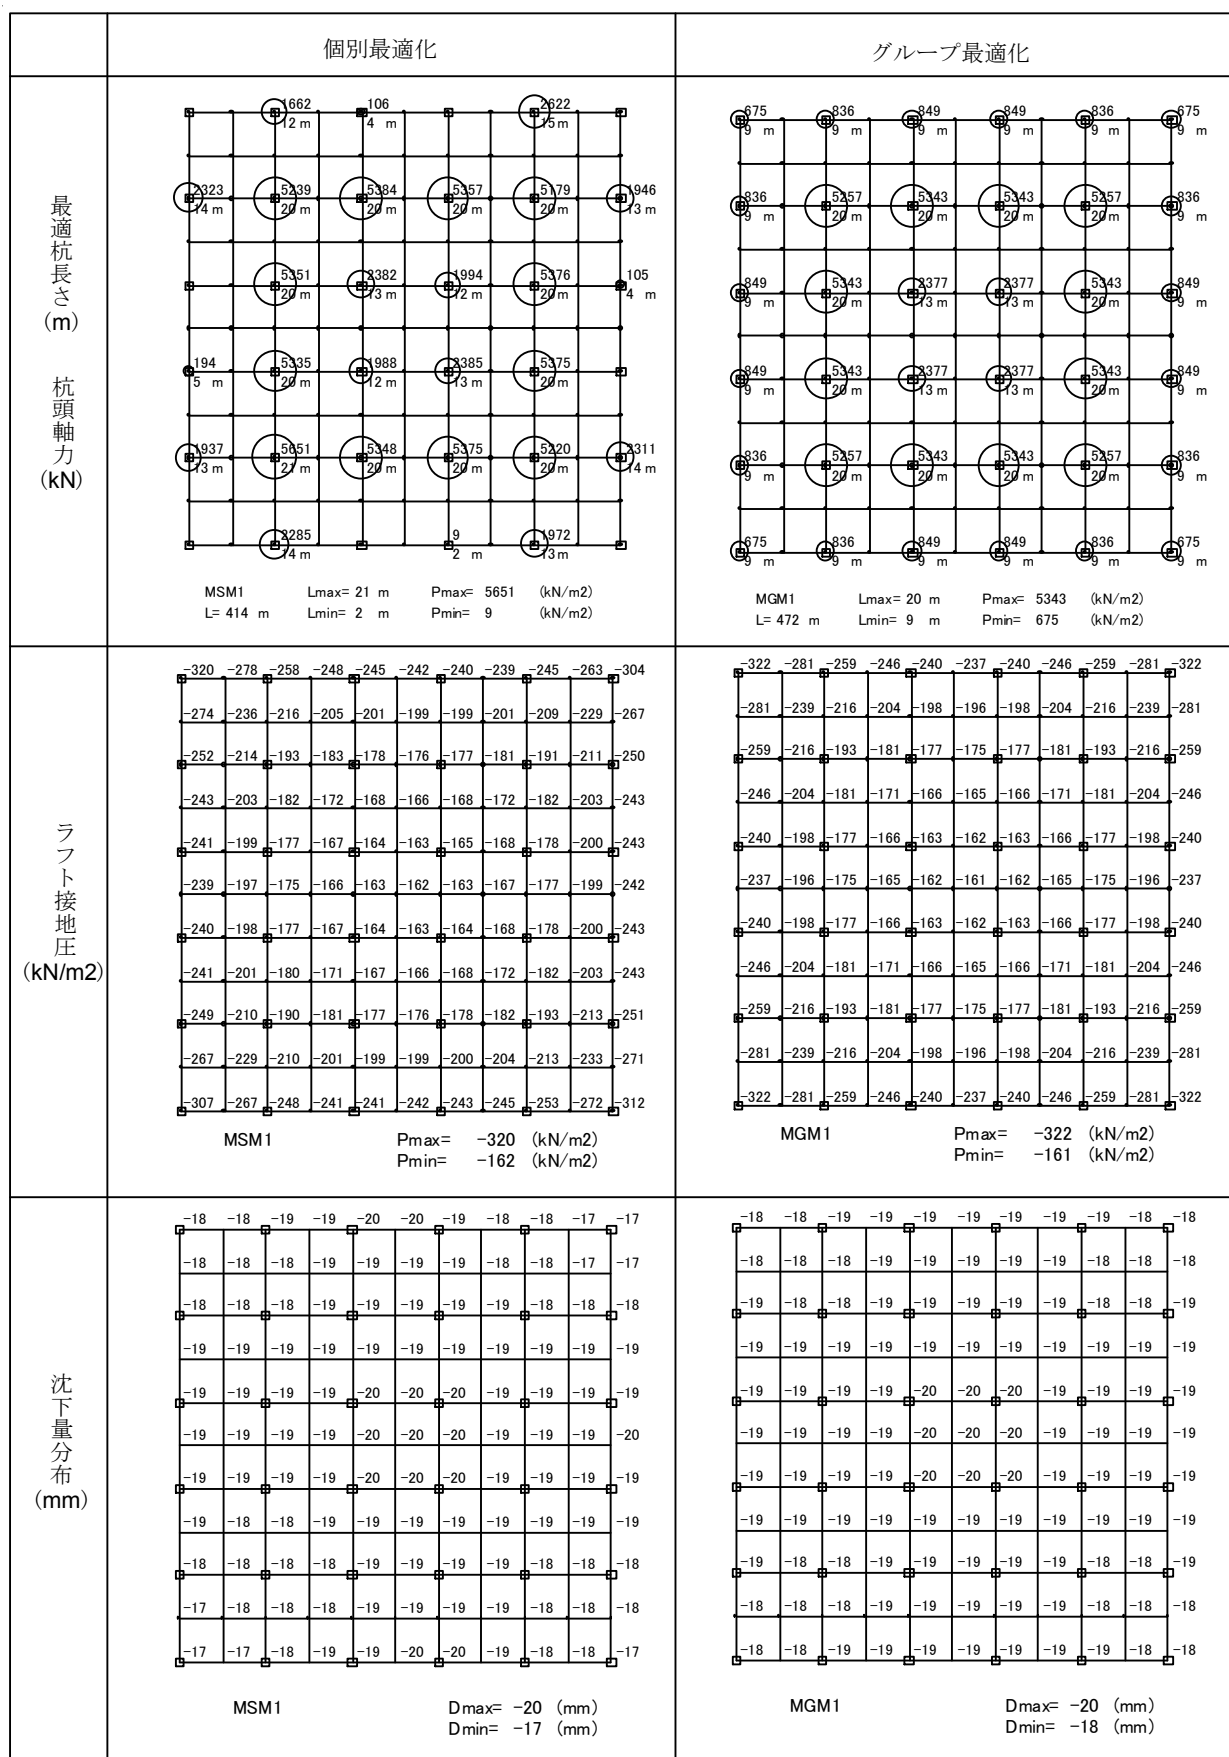 個別最適化 グループ最適化
最適杭長さ(m) 杭頭軸力(kN)
1662 106 2622
12 m 4 m 15 m
2323 5239 5384 5357 5179 1946
14 m 20 m 20 m 20 m 20 m 13 m
5351 2382 1994 5376 105
20 m 13 m 12 m 20 m 4 m
194 5335 1988 2385 5375
5 m 20 m 12 m 13 m 20 m
1937 5651 5348 5375 5220 2311
13 m 21 m 20 m 20 m 20 m 14 m
2285 9 1972
14 m 2 m 13 m
MSM1 Lmax= 21 m Pmax= 5651 (kN/m2)
L= 414 m Lmin= 2 m Pmin= 9 (kN/m2)
675 836 849 849 836 675
9 m 9 m 9 m 9 m 9 m 9 m
836 5257 5343 5343 5257 836
9 m 20 m 20 m 20 m 20 m 9 m
849 5343 2377 2377 5343 849
9 m 20 m 13 m 13 m 20 m 9 m
849 5343 2377 2377 5343 849
9 m 20 m 13 m 13 m 20 m 9 m
836 5257 5343 5343 5257 836
9 m 20 m 20 m 20 m 20 m 9 m
675 836 849 849 836 675
9 m 9 m 9 m 9 m 9 m 9 m
MGM1 Lmax= 20 m Pmax= 5343 (kN/m2)
L= 472 m Lmin= 9 m Pmin= 675 (kN/m2)
ラフト接地圧(kN/m2)
-320 -278 -258 -248 -245 -242 -240 -239 -245 -263 -304
-274 -236 -216 -205 -201 -199 -199 -201 -209 -229 -267
-252 -214 -193 -183 -178 -176 -177 -181 -191 -211 -250
-243 -203 -182 -172 -168 -166 -168 -172 -182 -203 -243
-241 -199 -177 -167 -164 -163 -165 -168 -178 -200 -243
-239 -197 -175 -166 -163 -162 -163 -167 -177 -199 -242
-240 -198 -177 -167 -164 -163 -164 -168 -178 -200 -243
-241 -201 -180 -171 -167 -166 -168 -172 -182 -203 -243
-249 -210 -190 -181 -177 -176 -178 -182 -193 -213 -251
-267 -229 -210 -201 -199 -199 -200 -204 -213 -233 -271
-307 -267 -248 -241 -241 -242 -243 -245 -253 -272 -312
MSM1 Pmax= -320 (kN/m2)
Pmin= -162 (kN/m2)
-322 -281 -259 -246 -240 -237 -240 -246 -259 -281 -322
-281 -239 -216 -204 -198 -196 -198 -204 -216 -239 -281
-259 -216 -193 -181 -177 -175 -177 -181 -193 -216 -259
-246 -204 -181 -171 -166 -165 -166 -171 -181 -204 -246
-240 -198 -177 -166 -163 -162 -163 -166 -177 -198 -240
-237 -196 -175 -165 -162 -161 -162 -165 -175 -196 -237
-240 -198 -177 -166 -163 -162 -163 -166 -177 -198 -240
-246 -204 -181 -171 -166 -165 -166 -171 -181 -204 -246
-259 -216 -193 -181 -177 -175 -177 -181 -193 -216 -259
-281 -239 -216 -204 -198 -196 -198 -204 -216 -239 -281
-322 -281 -259 -246 -240 -237 -240 -246 -259 -281 -322
MGM1 Pmax= -322 (kN/m2)
Pmin= -161 (kN/m2)
沈下量分布(mm)
-18 -18 -19 -19 -20 -20 -19 -18 -18 -17 -17
-18 -18 -18 -19 -19 -19 -19 -18 -18 -17 -17
-18 -18 -18 -19 -19 -19 -19 -19 -18 -18 -18
-19 -19 -19 -19 -19 -19 -19 -19 -19 -19 -19
-19 -19 -19 -19 -20 -20 -20 -19 -19 -19 -19
-19 -19 -19 -19 -20 -20 -20 -19 -19 -19 -20
-19 -19 -19 -19 -20 -20 -20 -19 -19 -19 -19
-19 -18 -18 -19 -19 -19 -19 -19 -19 -19 -19
-18 -18 -18 -18 -19 -19 -19 -19 -18 -18 -18
-17 -18 -18 -18 -19 -19 -19 -19 -18 -18 -18
-17 -17 -18 -19 -19 -20 -20 -19 -18 -18 -17
MSM1 Dmax= -20 (mm)
Dmin= -17 (mm)
-18 -18 -19 -19 -19 -19 -19 -19 -19 -18 -18
-18 -18 -18 -19 -19 -19 -19 -19 -18 -18 -18
-19 -18 -18 -19 -19 -19 -19 -19 -18 -18 -19
-19 -19 -19 -19 -19 -19 -19 -19 -19 -19 -19
-19 -19 -19 -19 -20 -20 -20 -19 -19 -19 -19
-19 -19 -19 -19 -20 -20 -20 -19 -19 -19 -19
-19 -19 -19 -19 -20 -20 -20 -19 -19 -19 -19
-19 -19 -19 -19 -19 -19 -19 -19 -19 -19 -19
-19 -18 -18 -19 -19 -19 -19 -19 -18 -18 -19
-18 -18 -18 -19 -19 -19 -19 -19 -18 -18 -18
-18 -18 -19 -19 -19 -19 -19 -19 -19 -18 -18
MGM1 Dmax= -20 (mm)
Dmin= -18 (mm)